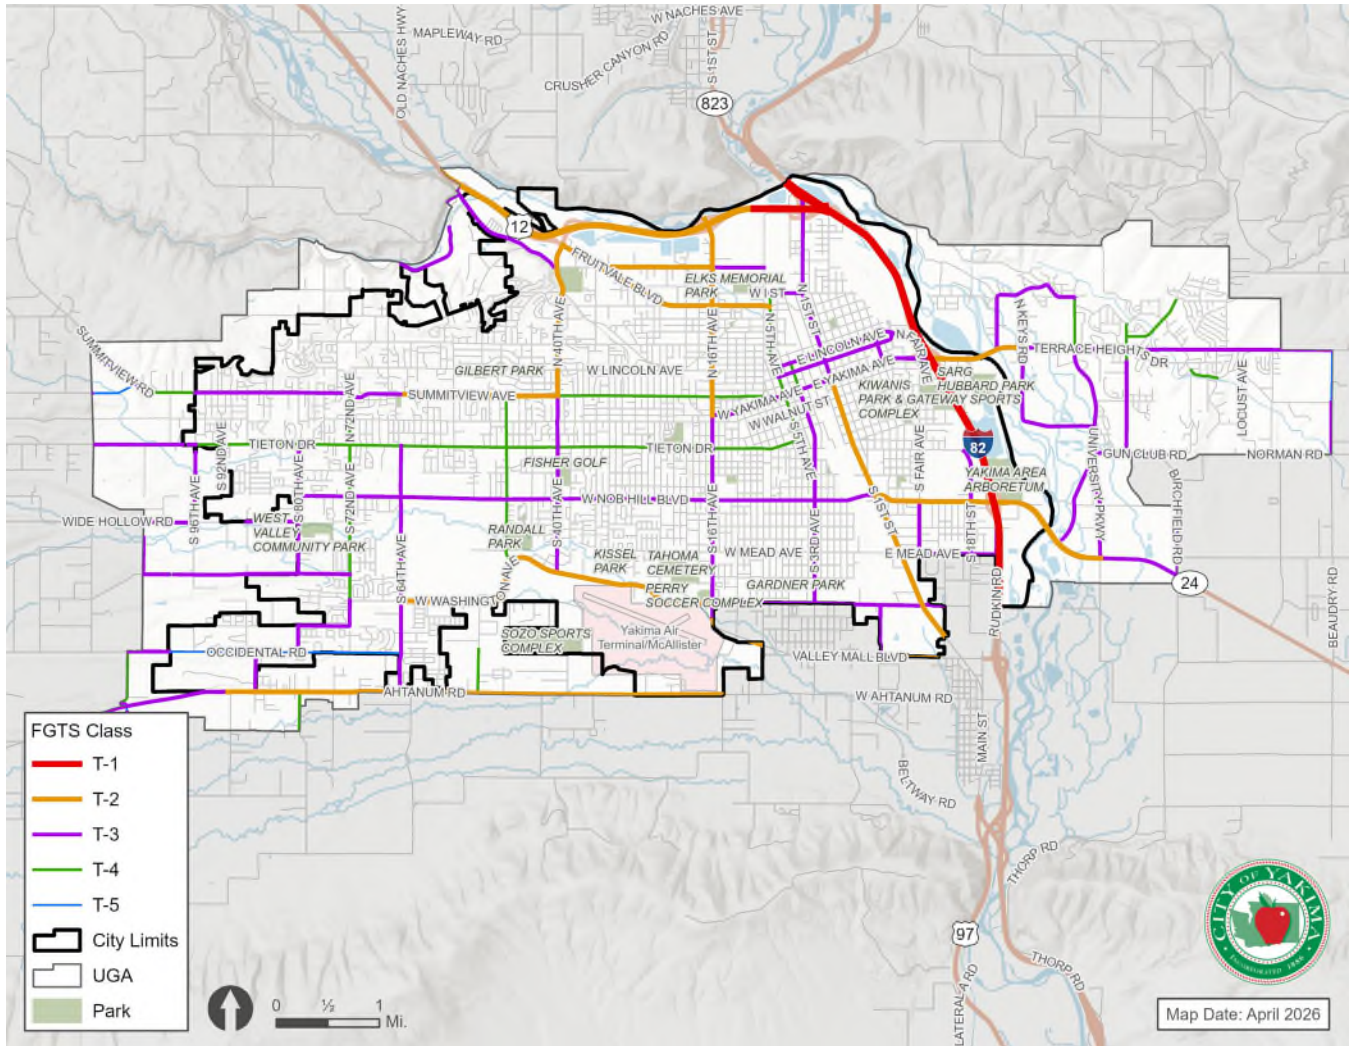 W NACHES AVE
MAPLEWAY RD
OLD NACHES HWY
CRUSHER CANYON RD
S 1ST ST
823
12
FRUITVALE BLVD
ELKS MEMORIAL
PARK
W I ST
N 1ST ST
N 5TH AVE
N 40TH AVE
N 16TH AVE
E LINCOLN AVE
N FAIR AVE
N KEYS RD
TERRACE HEIGHTS DR
SUMMITVIEW RD
GILBERT PARK
W LINCOLN AVE
SARG
HUBBARD PARK
KIWANIS
PARK & GATEWAY SPORTS
COMPLEX
E YAKIMA AVE
SUMMITVIEW AVE
W YAKIMA AVE
W WALNUT ST
LOCUST AVE
N 72ND AVE
S 92ND AVE
TIETON DR
TIETON DR
S 5TH AVE
S FAIR AVE
82
UNIVERSITY PKWY
GUN CLUB RD
NORMAN RD
BIRCHFIELD RD
FISHER GOLF
YAKIMA AREA
ARBORETUM
S 96TH AVE
S 80TH AVE
S 72ND AVE
W NOB HILL BLVD
S 40TH AVE
S 16TH AVE
S 1ST ST
S 18TH ST
WIDE HOLLOW RD
WEST
VALLEY
COMMUNITY PARK
RANDALL
PARK
KISSEL
PARK
TAHOMA
CEMETERY
W MEAD AVE
S 3RD AVE
E MEAD AVE
24
S 64TH AVE
PERRY
SOCCER COMPLEX
GARDNER PARK
RUDKIN RD
BEAUDRY RD
W WASHINGTON AVE
SOZO SPORTS
COMPLEX
Yakima Air
Terminal/McAllister
OCCIDENTAL RD
VALLEY MALL BLVD
AHTANUM RD
W AHTANUM RD
MAIN ST
BELTWAY RD
THORP RD
97
THORP RD
LATERAL A RD
FGTS Class
T-1
T-2
T-3
T-4
T-5
City Limits
UGA
Park
0 ½ 1
Mi.
CITY OF YAKIMA
INCORPORATED 1886
Map Date: April 2026